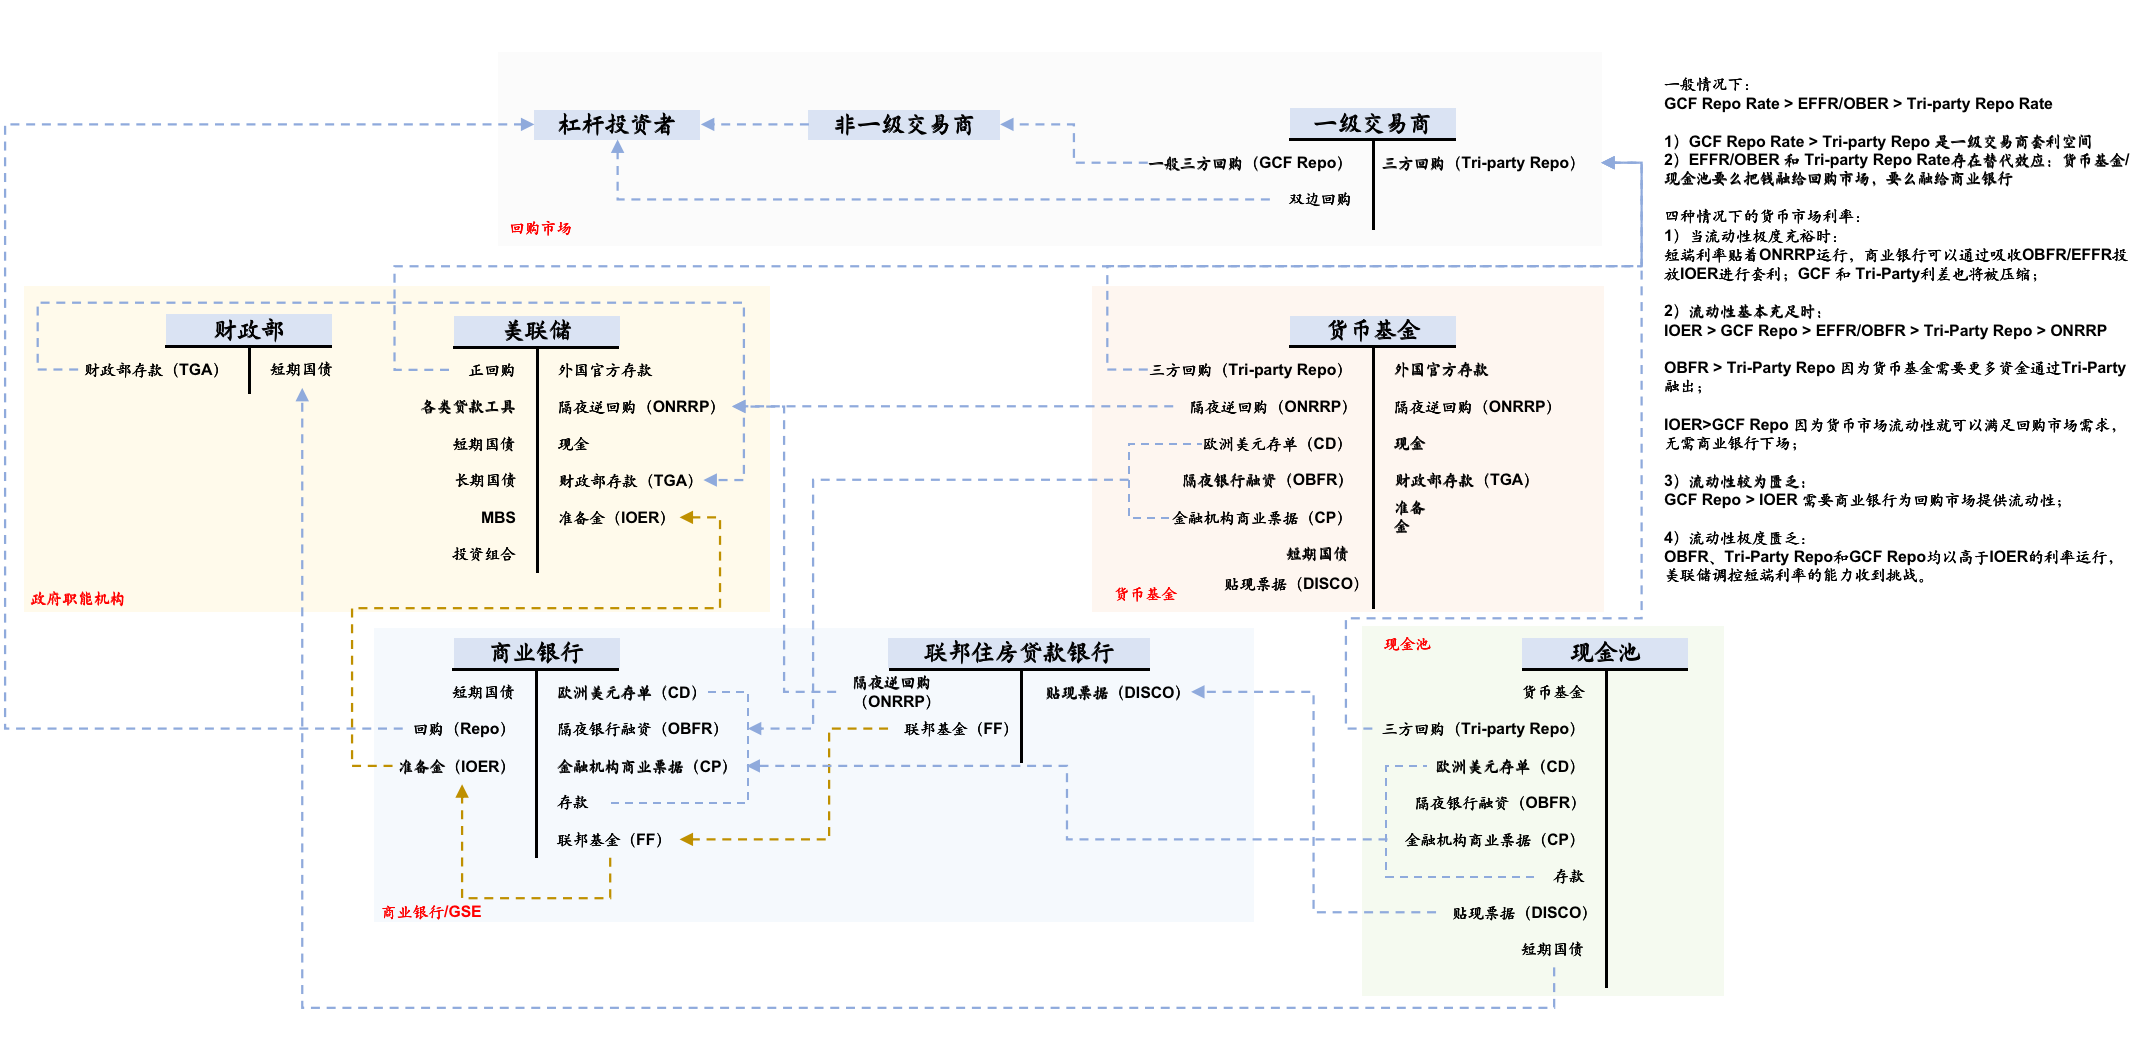 杠杆投资者
非一级交易商
一级交易商
一般三方回购（GCF Repo）
三方回购（Tri-party Repo）
双边回购
回购市场
财政部
财政部存款（TGA）
短期国债
美联储
正回购
外国官方存款
各类贷款工具
隔夜逆回购（ONRRP）
短期国债
现金
长期国债
财政部存款（TGA）
MBS
准备金（IOER）
投资组合
政府职能机构
货币基金
三方回购（Tri-party Repo）
外国官方存款
隔夜逆回购（ONRRP）
隔夜逆回购（ONRRP）
欧洲美元存单（CD）
现金
隔夜银行融资（OBFR）
财政部存款（TGA）
金融机构商业票据（CP）
准备
金
短期国债
贴现票据（DISCO）
货币基金
商业银行
短期国债
欧洲美元存单（CD）
回购（Repo）
隔夜银行融资（OBFR）
准备金（IOER）
金融机构商业票据（CP）
存款
联邦基金（FF）
商业银行/GSE
联邦住房贷款银行
隔夜逆回购
（ONRRP）
贴现票据（DISCO）
联邦基金（FF）
现金池
现金池
货币基金
三方回购（Tri-party Repo）
欧洲美元存单（CD）
隔夜银行融资（OBFR）
金融机构商业票据（CP）
存款
贴现票据（DISCO）
短期国债
一般情况下：
GCF Repo Rate > EFFR/OBER > Tri-party Repo Rate
1）GCF Repo Rate > Tri-party Repo 是一级交易商套利空间
2）EFFR/OBER 和 Tri-party Repo Rate存在替代效应：货币基金/
现金池要么把钱融给回购市场，要么融给商业银行
四种情况下的货币市场利率：
1）当流动性极度充裕时：
短端利率贴着ONRRP运行，商业银行可以通过吸收OBFR/EFFR投
放IOER进行套利；GCF 和 Tri-Party利差也将被压缩；
2）流动性基本充足时：
IOER > GCF Repo > EFFR/OBFR > Tri-Party Repo > ONRRP
OBFR > Tri-Party Repo 因为货币基金需要更多资金通过Tri-Party
融出；
IOER>GCF Repo 因为货币市场流动性就可以满足回购市场需求，
无需商业银行下场；
3）流动性较为匮乏：
GCF Repo > IOER 需要商业银行为回购市场提供流动性；
4）流动性极度匮乏：
OBFR、Tri-Party Repo和GCF Repo均以高于IOER的利率运行，
美联储调控短端利率的能力收到挑战。